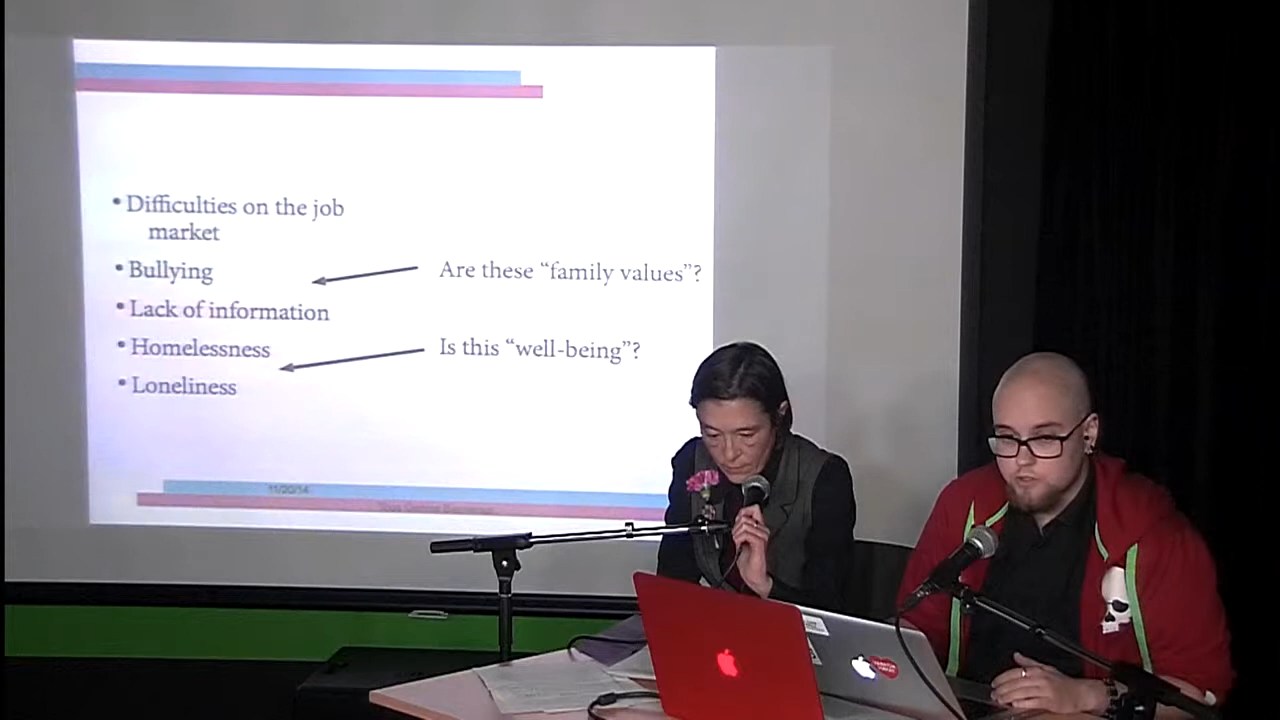 • Difficulties on the job
market
• Bullying
Are these “family values”?
• Lack of information
• Homelessness
Is this “well-being”?
• Loneliness
11/20/14